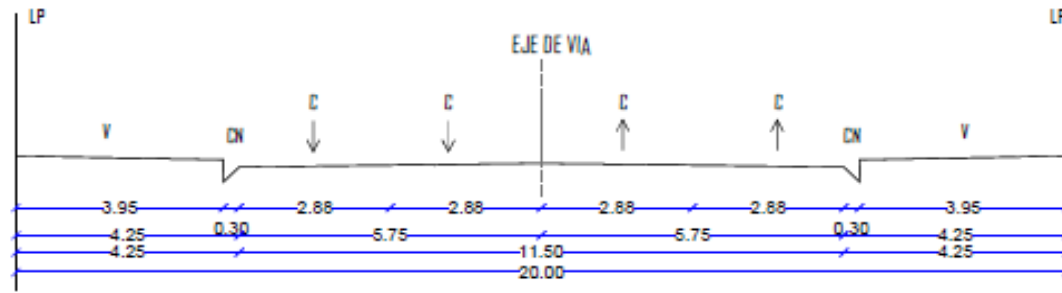 LP LP
EJE DE VIA
C C C C
V CN CN V
3.95 2.88 2.88 2.88 2.88 3.95
0.30 0.30
4.25 5.75 5.75 4.25
4.25 11.50 4.25
20.00